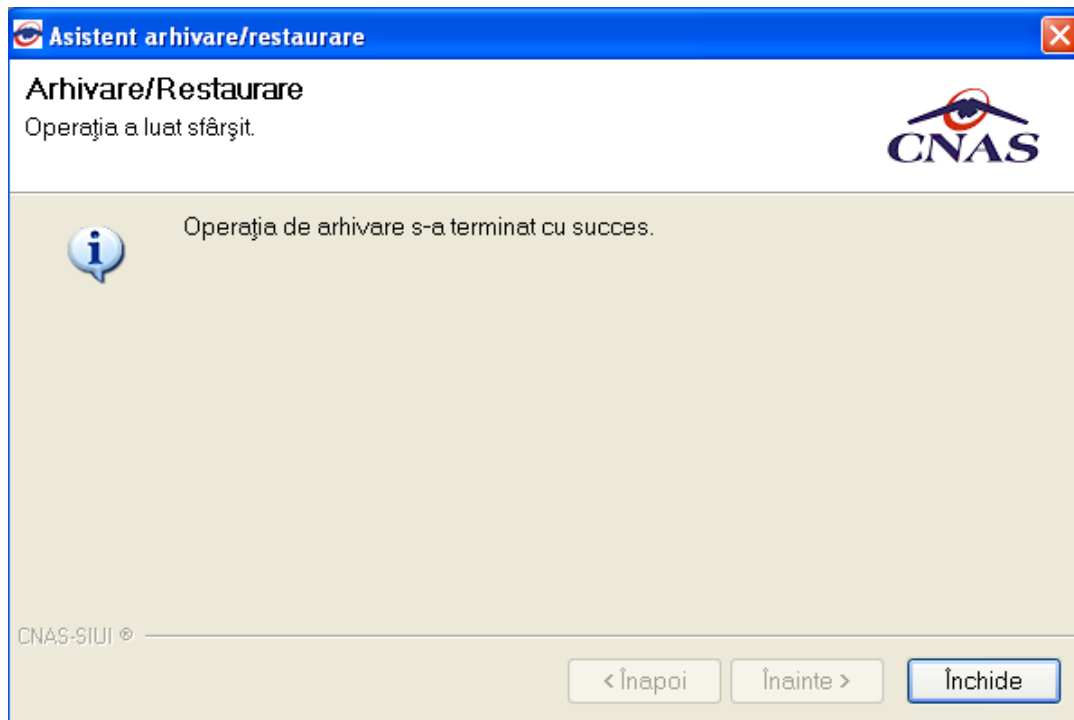 Asistent arhivare/restaurare
Arhivare/Restaurare
Operaţia a luat sfârşit.
CNAS
Operaţia de arhivare s-a terminat cu succes.
CNAS-SIUI ®
< Înapoi
Înainte >
Închide